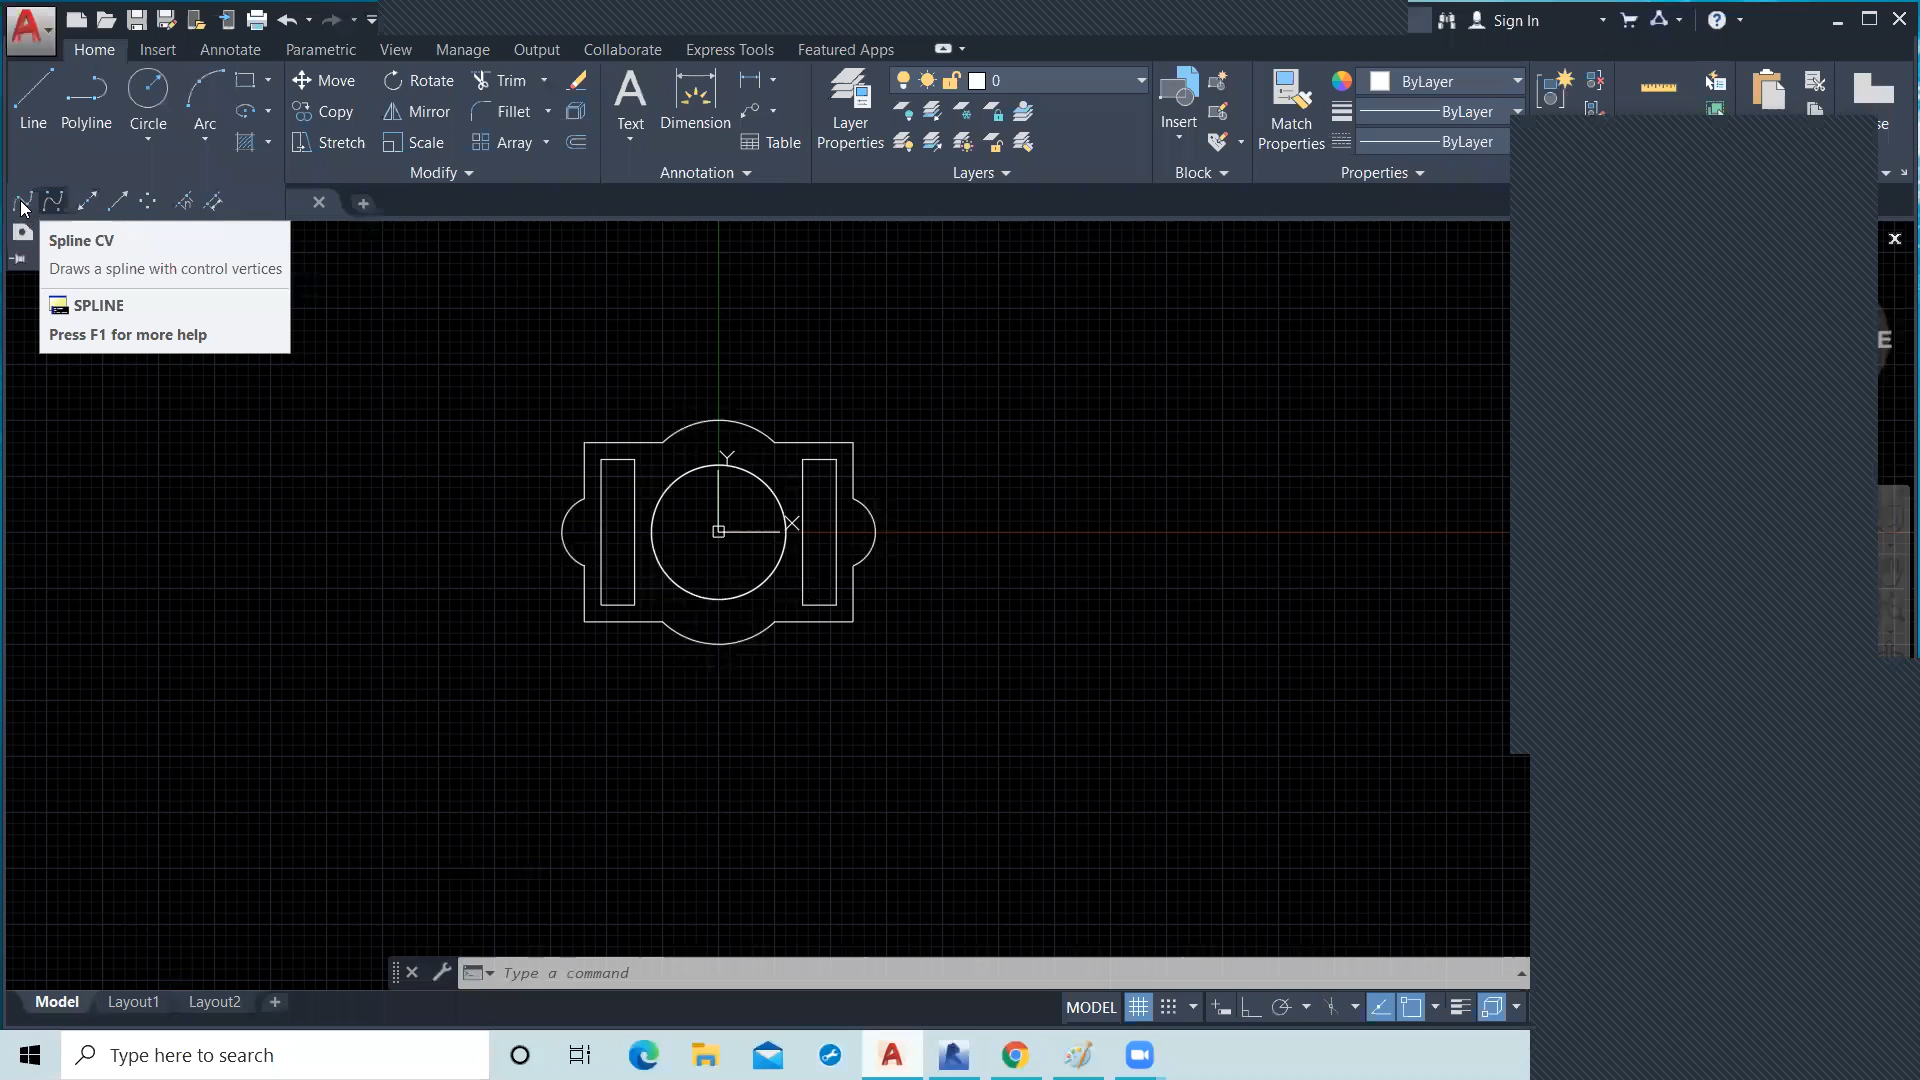 Sign In
Home Insert Annotate Parametric View Manage Output Collaborate Express Tools Featured Apps
Line Polyline Circle Arc
Move Rotate Trim
Copy Mirror Fillet
Stretch Scale Array
Modify
Text Dimension Table
Annotation
Layer Properties
0
Layers
Insert
Block
Match Properties
ByLayer
ByLayer
ByLayer
Properties
Spline CV
Draws a spline with control vertices
SPLINE
Press F1 for more help
E
Y
X
Type a command
Model Layout1 Layout2
MODEL
Type here to search